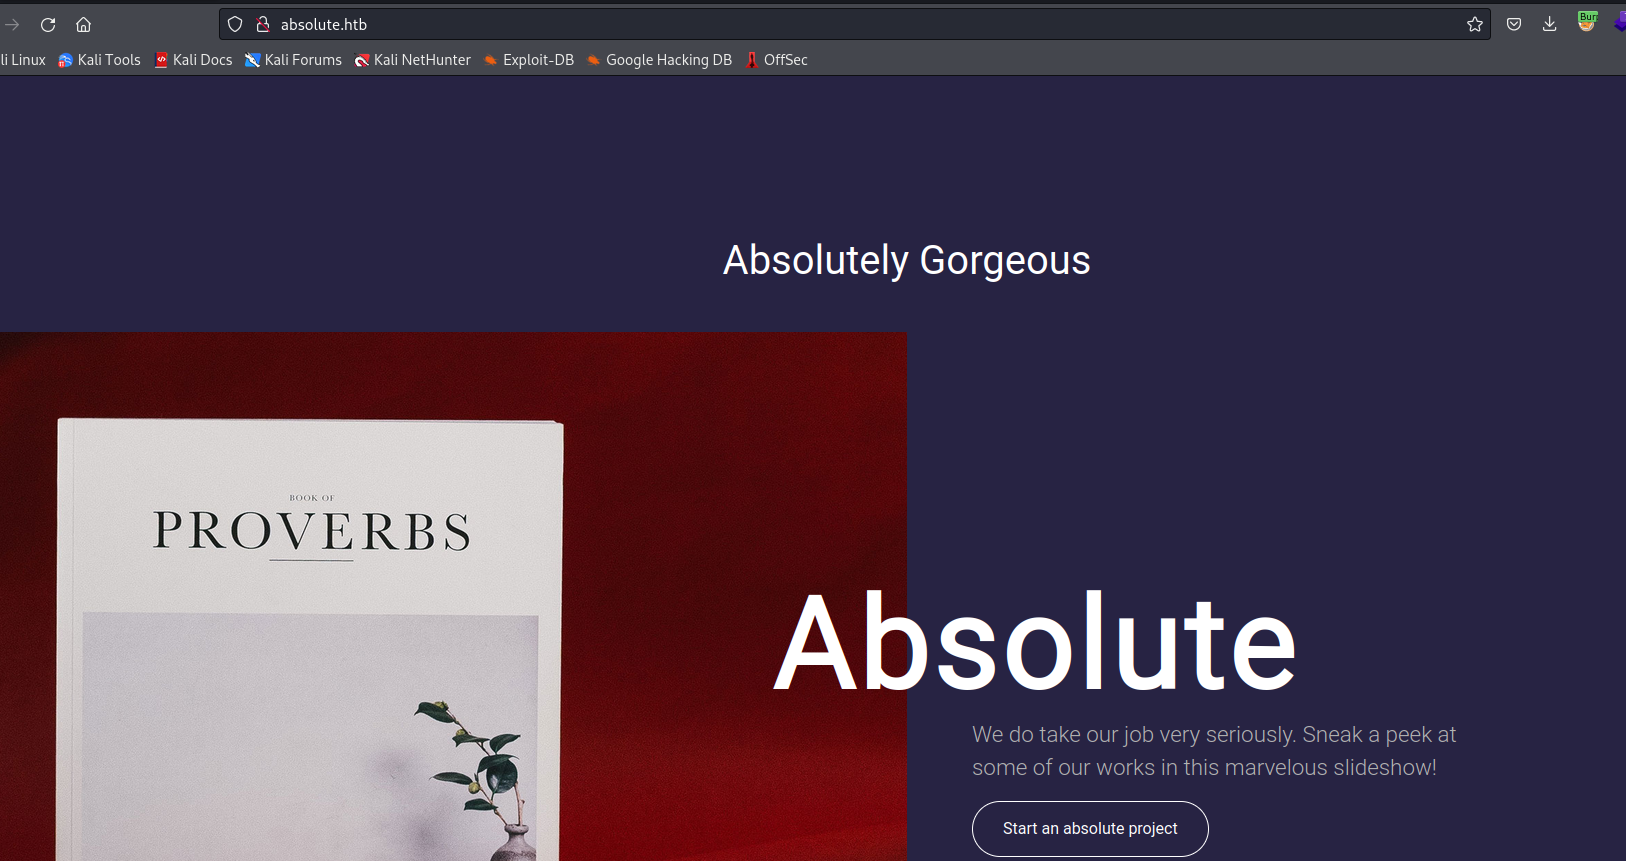 absolute.htb
Bur
li Linux Kali Tools Kali Docs Kali Forums Kali NetHunter Exploit-DB Google Hacking DB OffSec
Absolutely Gorgeous
BOOK OF
PROVERBS
Absolute
We do take our job very seriously. Sneak a peek at
some of our works in this marvelous slideshow!
Start an absolute project